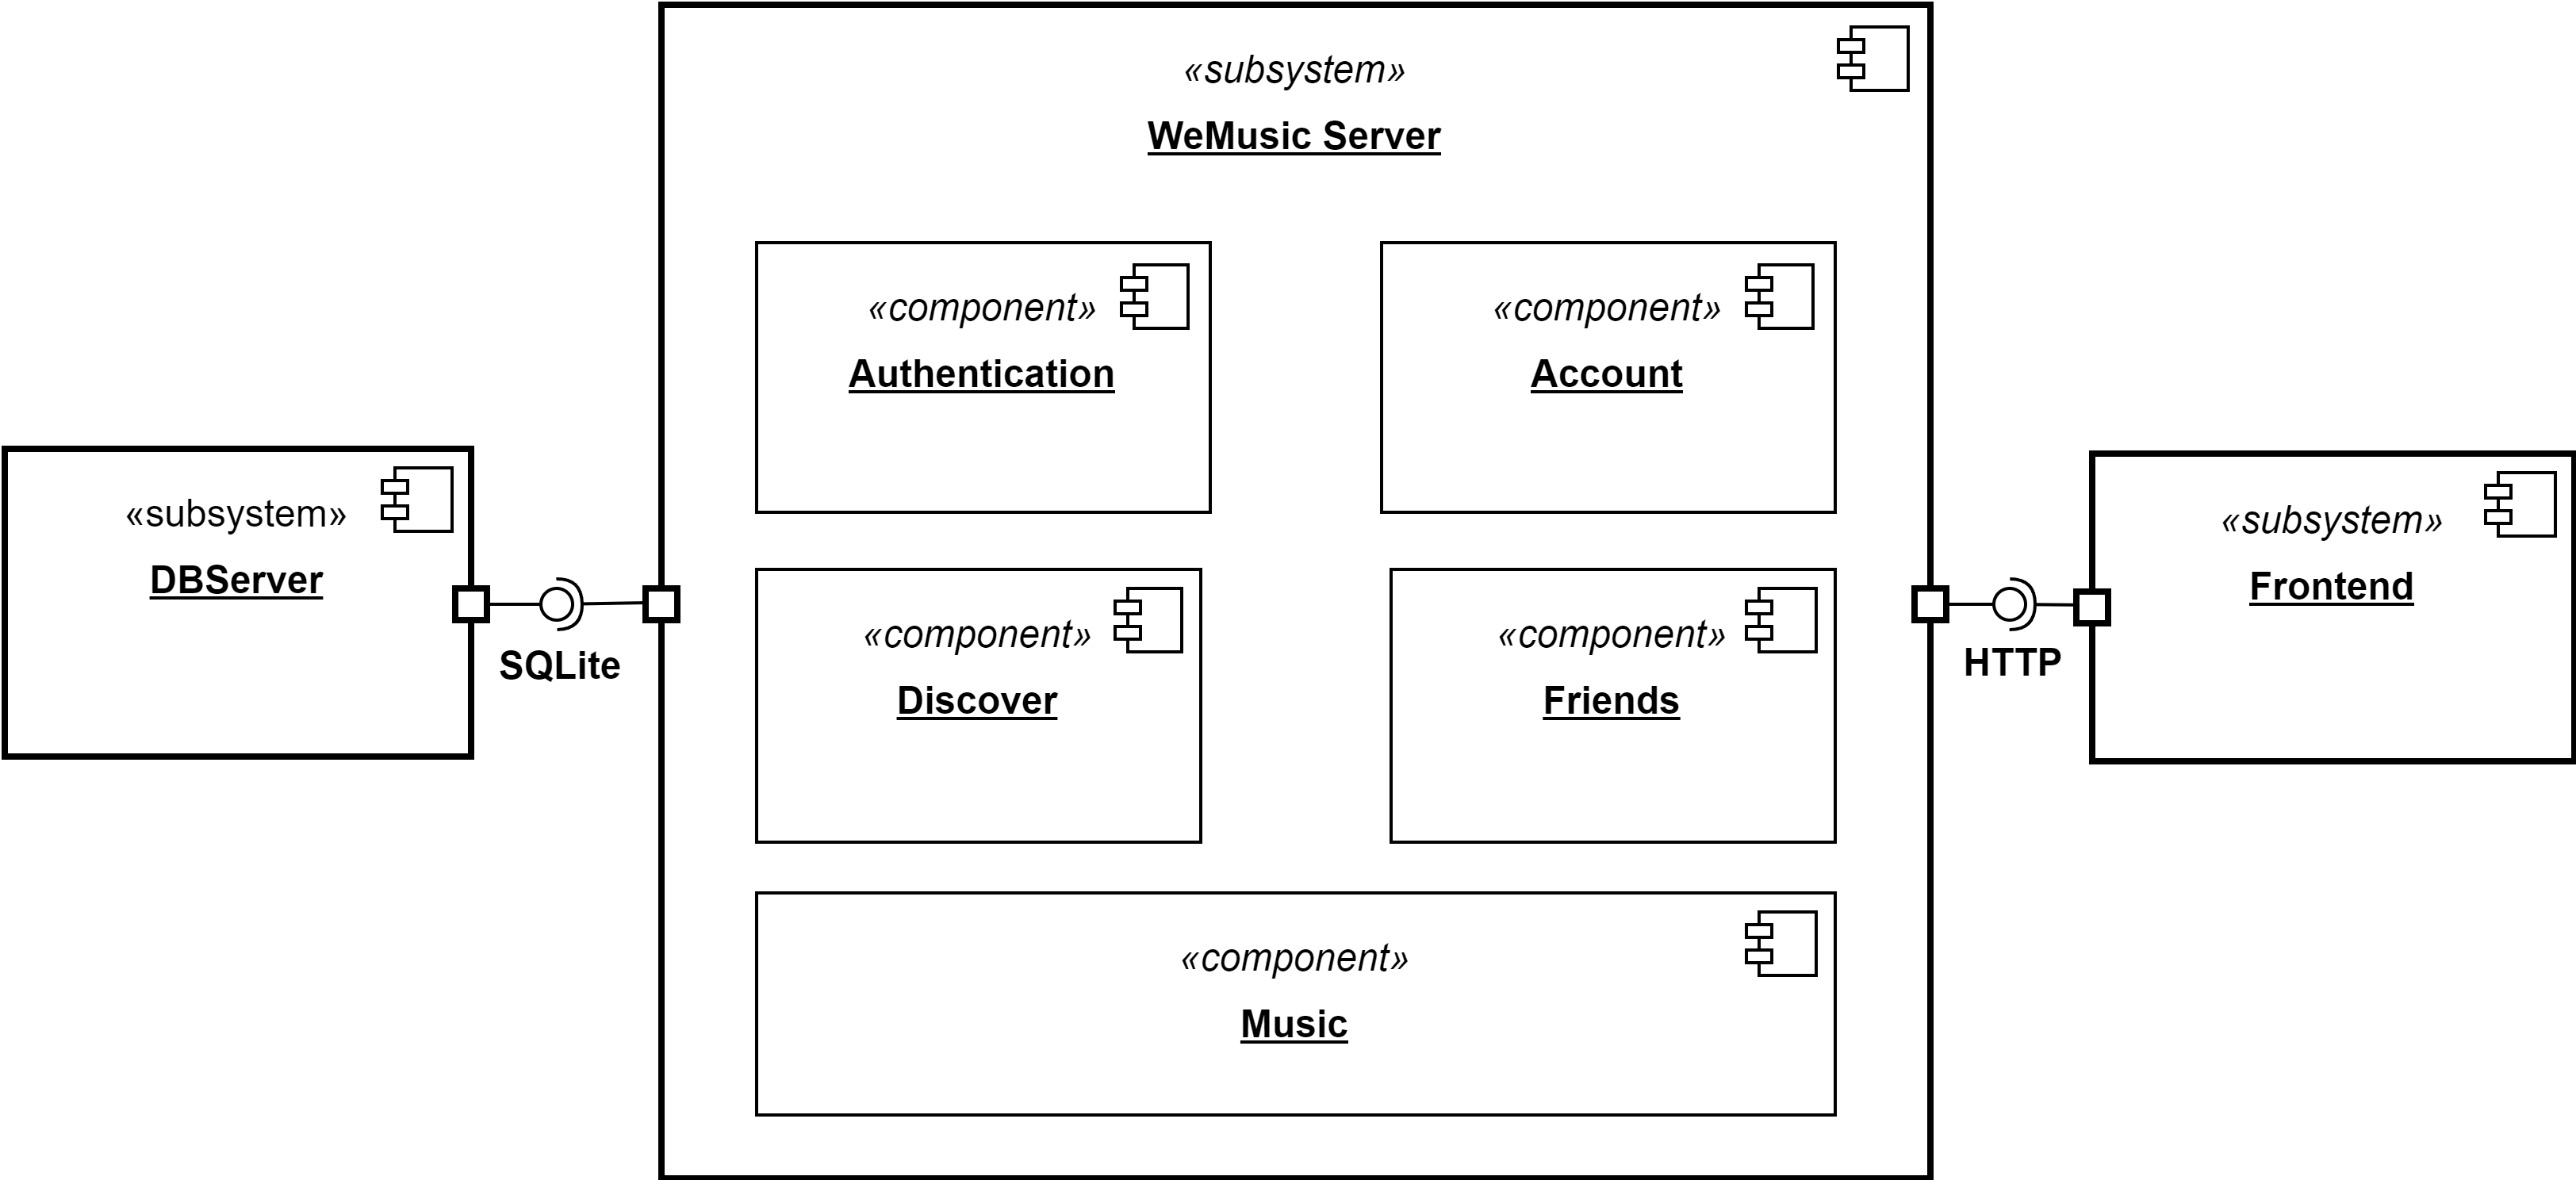 «subsystem»
WeMusic Server
«component»
Authentication
«component»
Account
«subsystem»
DBServer
SQLite
«component»
Discover
«component»
Friends
HTTP
«subsystem»
Frontend
«component»
Music